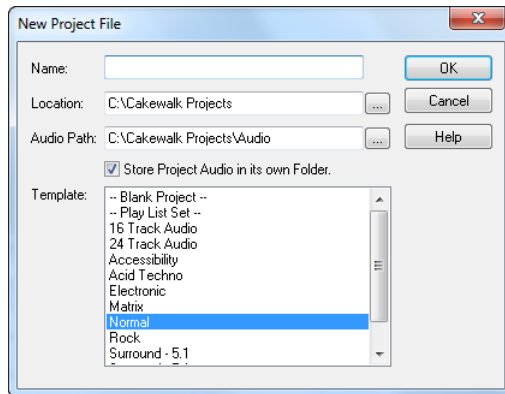 New Project File
Name:
OK
Location: C:\Cakewalk Projects ... Cancel
Audio Path: C:\Cakewalk Projects\Audio ... Help
Store Project Audio in its own Folder.
Template:
-- Blank Project --
-- Play List Set --
16 Track Audio
24 Track Audio
Accessibility
Acid Techno
Electronic
Matrix
Normal
Rock
Surround - 5.1